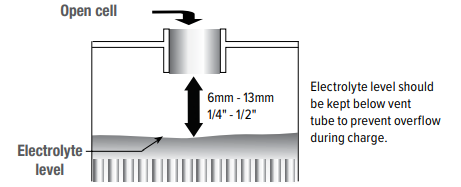 Open cell
6mm - 13mm
1/4" - 1/2"
Electrolyte level should
be kept below vent
tube to prevent overflow
during charge.
Electrolyte
level